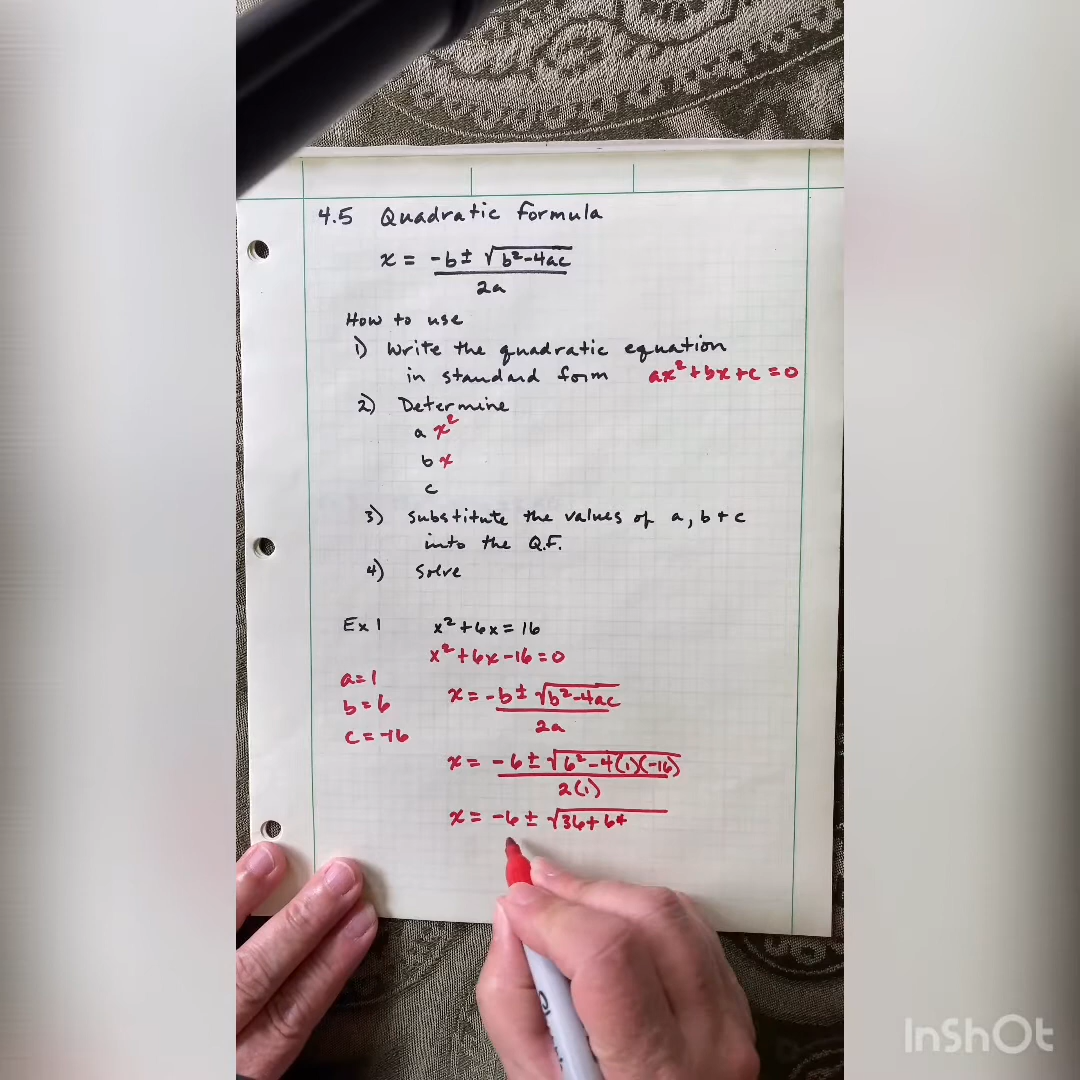 4.5 Quadratic Formula
x = -b ± √b²-4ac
2a
How to use
1) Write the quadratic equation
in standard form ax²+bx+c=0
2) Determine
a x²
b x
c
3) Substitute the values of a, b + c
into the Q.F.
4) Solve
Ex 1 x²+6x=16
x²+6x-16=0
a=1
b=6
c=-16
x = -b ± √b²-4ac
2a
x = -6 ± √6²-4(1)(-16)
2(1)
x = -6 ± √36+64
InShOt